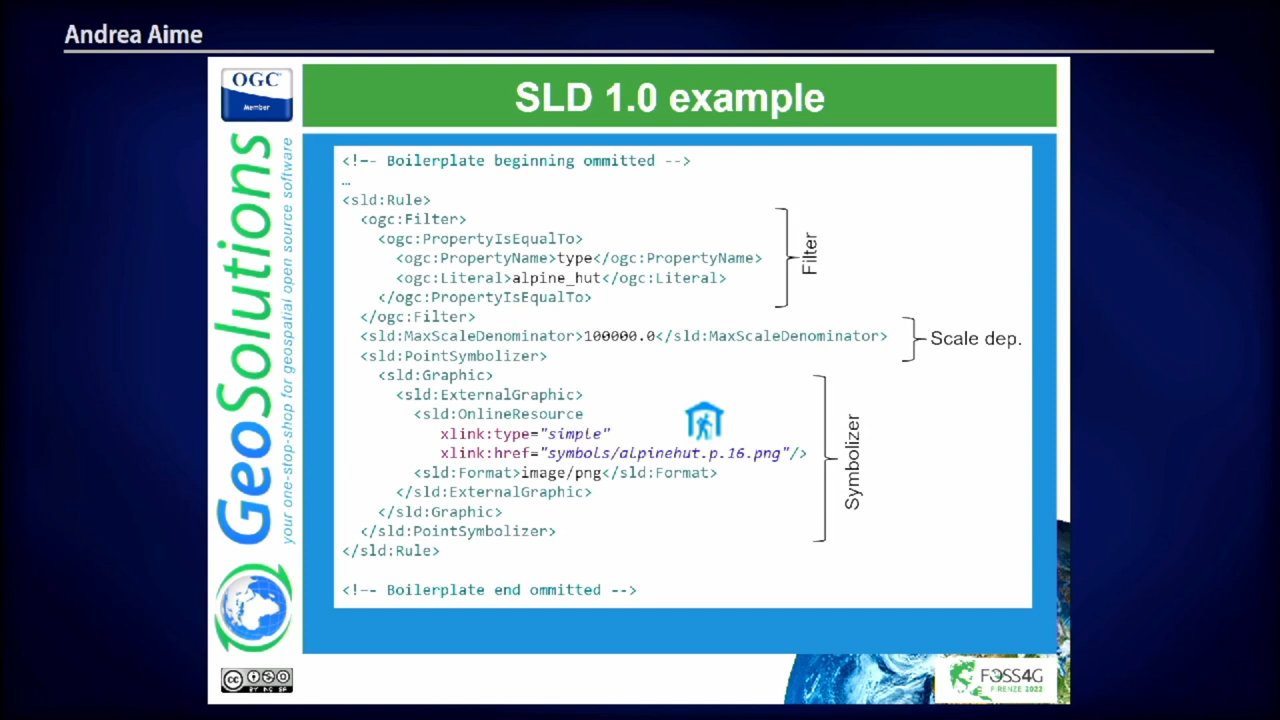 Andrea Aime
OGC
Member
GeoSolutions
your one-stop-shop for geospatial open source software
SLD 1.0 example
<!-- Boilerplate beginning ommitted -->
…
<sld:Rule>
<ogc:Filter>
<ogc:PropertyIsEqualTo>
<ogc:PropertyName>type</ogc:PropertyName>
<ogc:Literal>alpine_hut</ogc:Literal>
</ogc:PropertyIsEqualTo>
</ogc:Filter>
Filter
<sld:MaxScaleDenominator>100000.0</sld:MaxScaleDenominator>
Scale dep.
<sld:PointSymbolizer>
<sld:Graphic>
<sld:ExternalGraphic>
<sld:OnlineResource
xlink:type="simple"
xlink:href="symbols/alpinehut.p.16.png"/>
<sld:Format>image/png</sld:Format>
</sld:ExternalGraphic>
</sld:Graphic>
</sld:PointSymbolizer>
Symbolizer
</sld:Rule>
<!-- Boilerplate end ommitted -->
cc
BY NC SA
FOSS4G
FIRENZE 2022